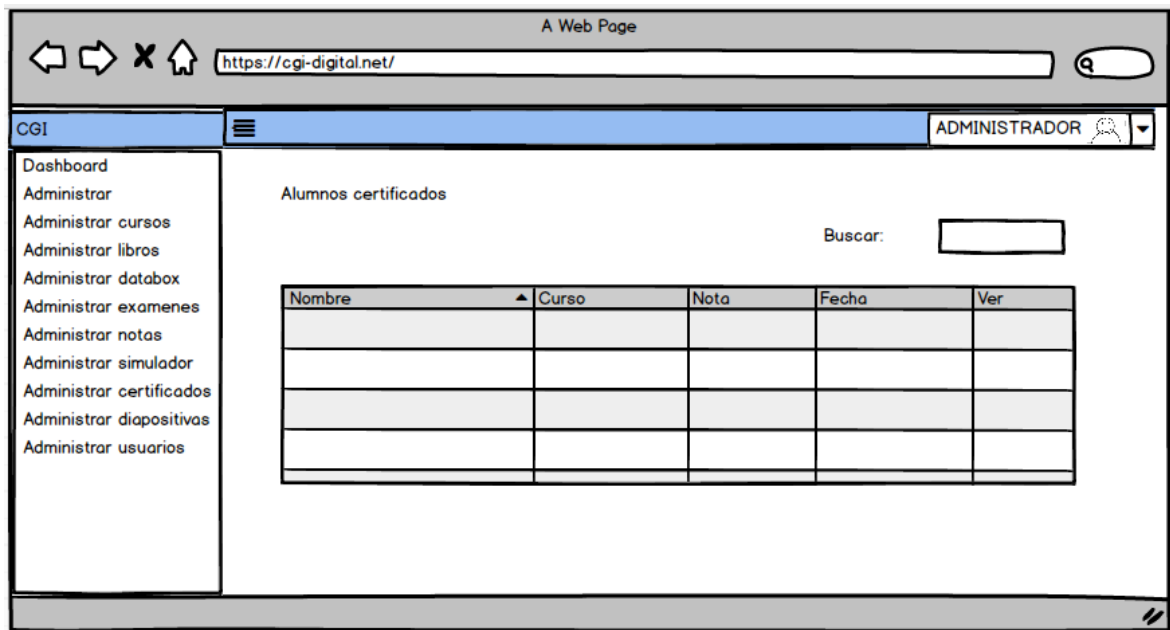 A Web Page
https://cgi-digital.net/
CGI
ADMINISTRADOR
Dashboard
Administrar
Administrar cursos
Administrar libros
Administrar databox
Administrar examenes
Administrar notas
Administrar simulador
Administrar certificados
Administrar diapositivas
Administrar usuarios
Alumnos certificados
Buscar:
Nombre Curso Nota Fecha Ver